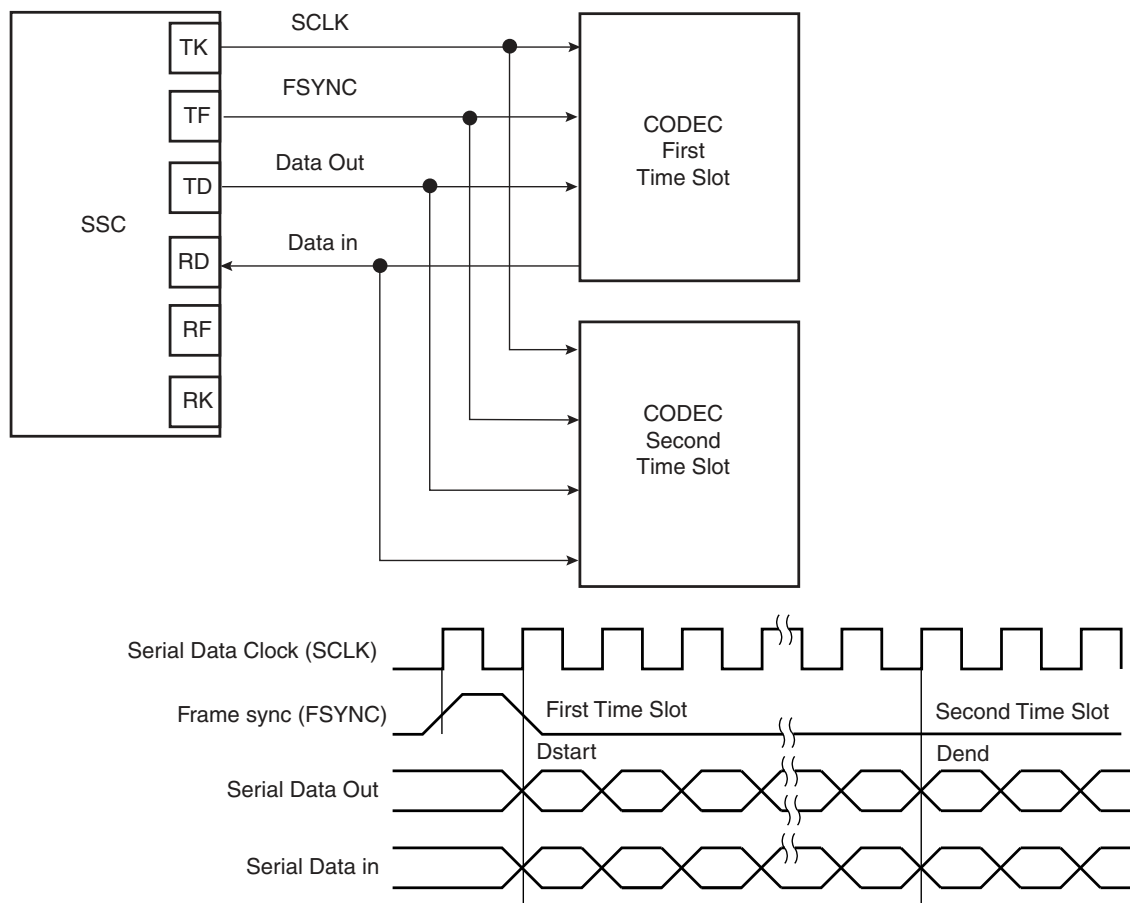 SSC
TK
TF
TD
RD
RF
RK
SCLK
FSYNC
Data Out
Data in
CODEC
First
Time Slot
CODEC
Second
Time Slot
Serial Data Clock (SCLK)
Frame sync (FSYNC)
First Time Slot
Second Time Slot
Dstart
Dend
Serial Data Out
Serial Data in